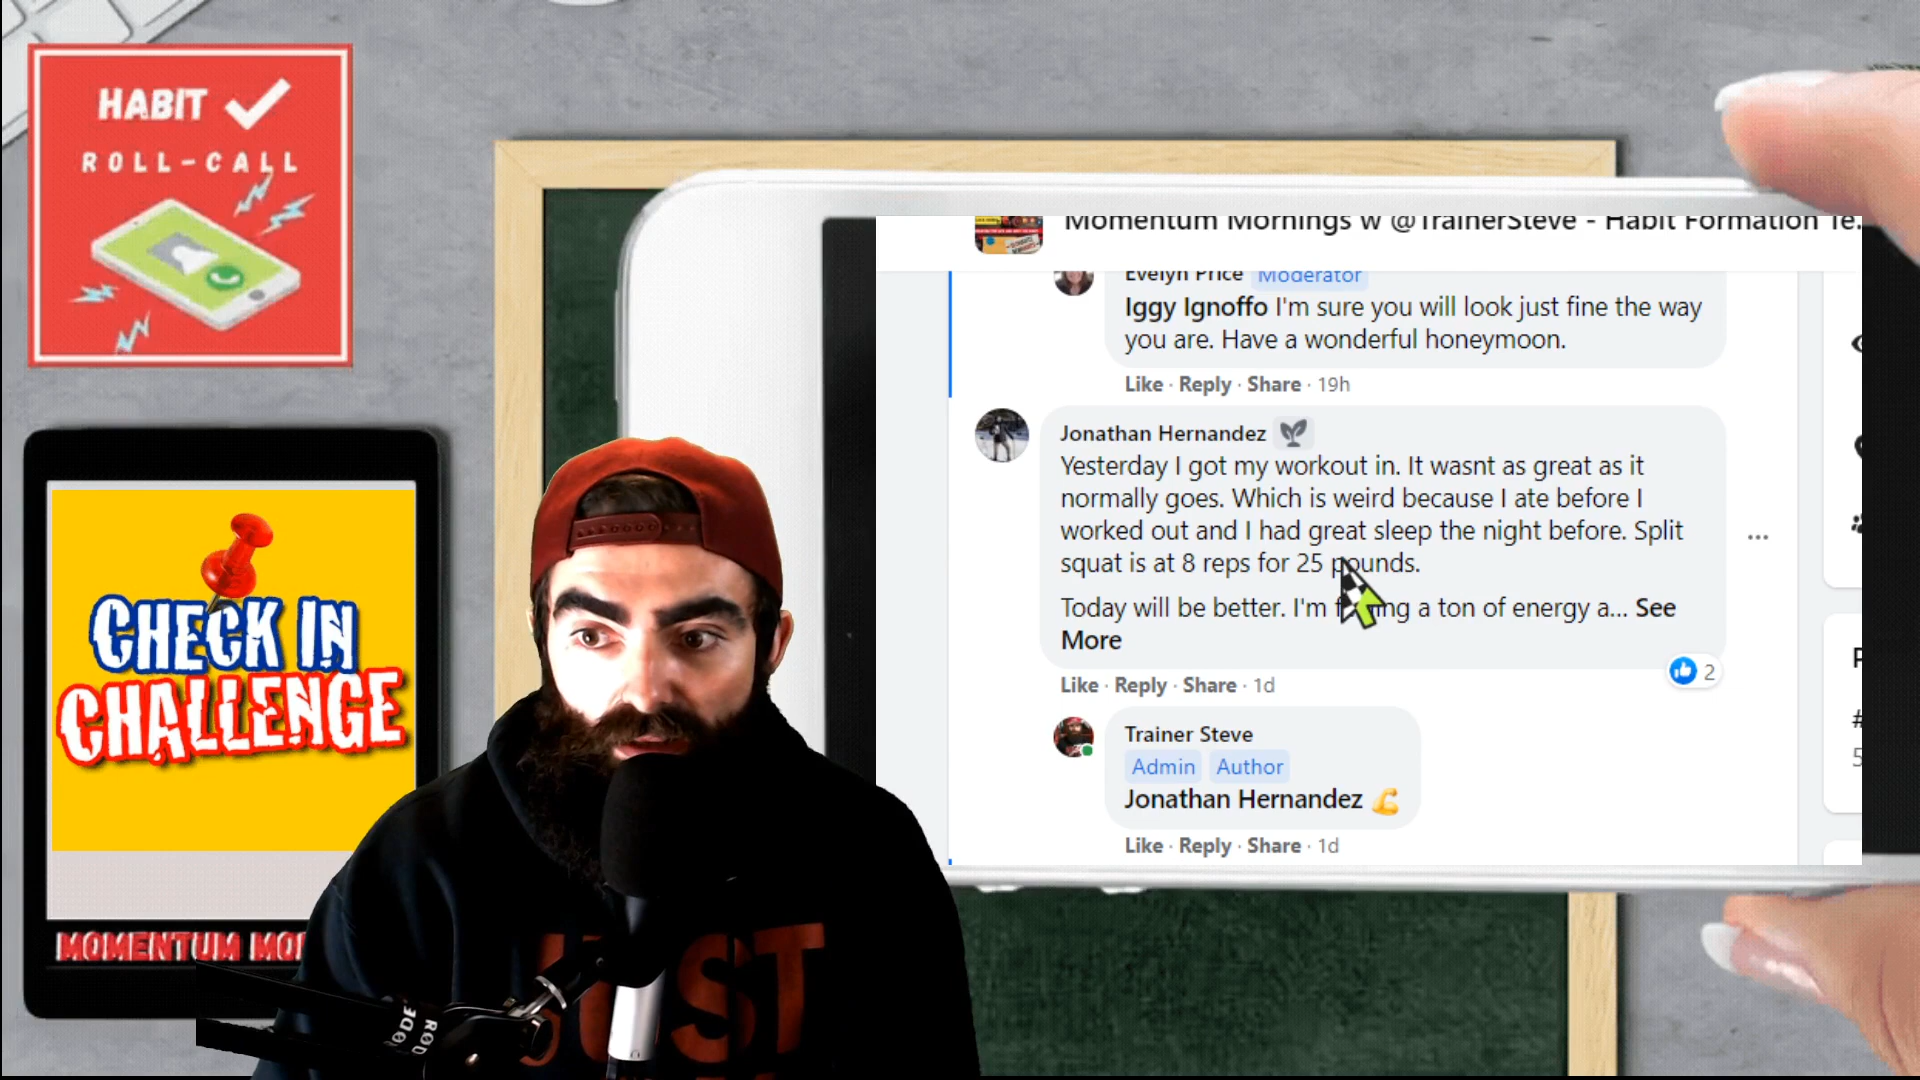 HABIT
ROLL-CALL
CHECK IN
CHALLENGE
MOMENTUM
Momentum Mornings w @TrainerSteve - Habit Formation Te.
Evelyn Price Moderator
Iggy Ignoffo I'm sure you will look just fine the way
you are. Have a wonderful honeymoon.
Like · Reply · Share · 19h
Jonathan Hernandez
Yesterday I got my workout in. It wasnt as great as it
normally goes. Which is weird because I ate before I
worked out and I had great sleep the night before. Split
squat is at 8 reps for 25 pounds.
Today will be better. I'm a ton of energy a... See
More
2
Like · Reply · Share · 1d
Trainer Steve
Admin Author
Jonathan Hernandez 💪
Like · Reply · Share · 1d
RODE